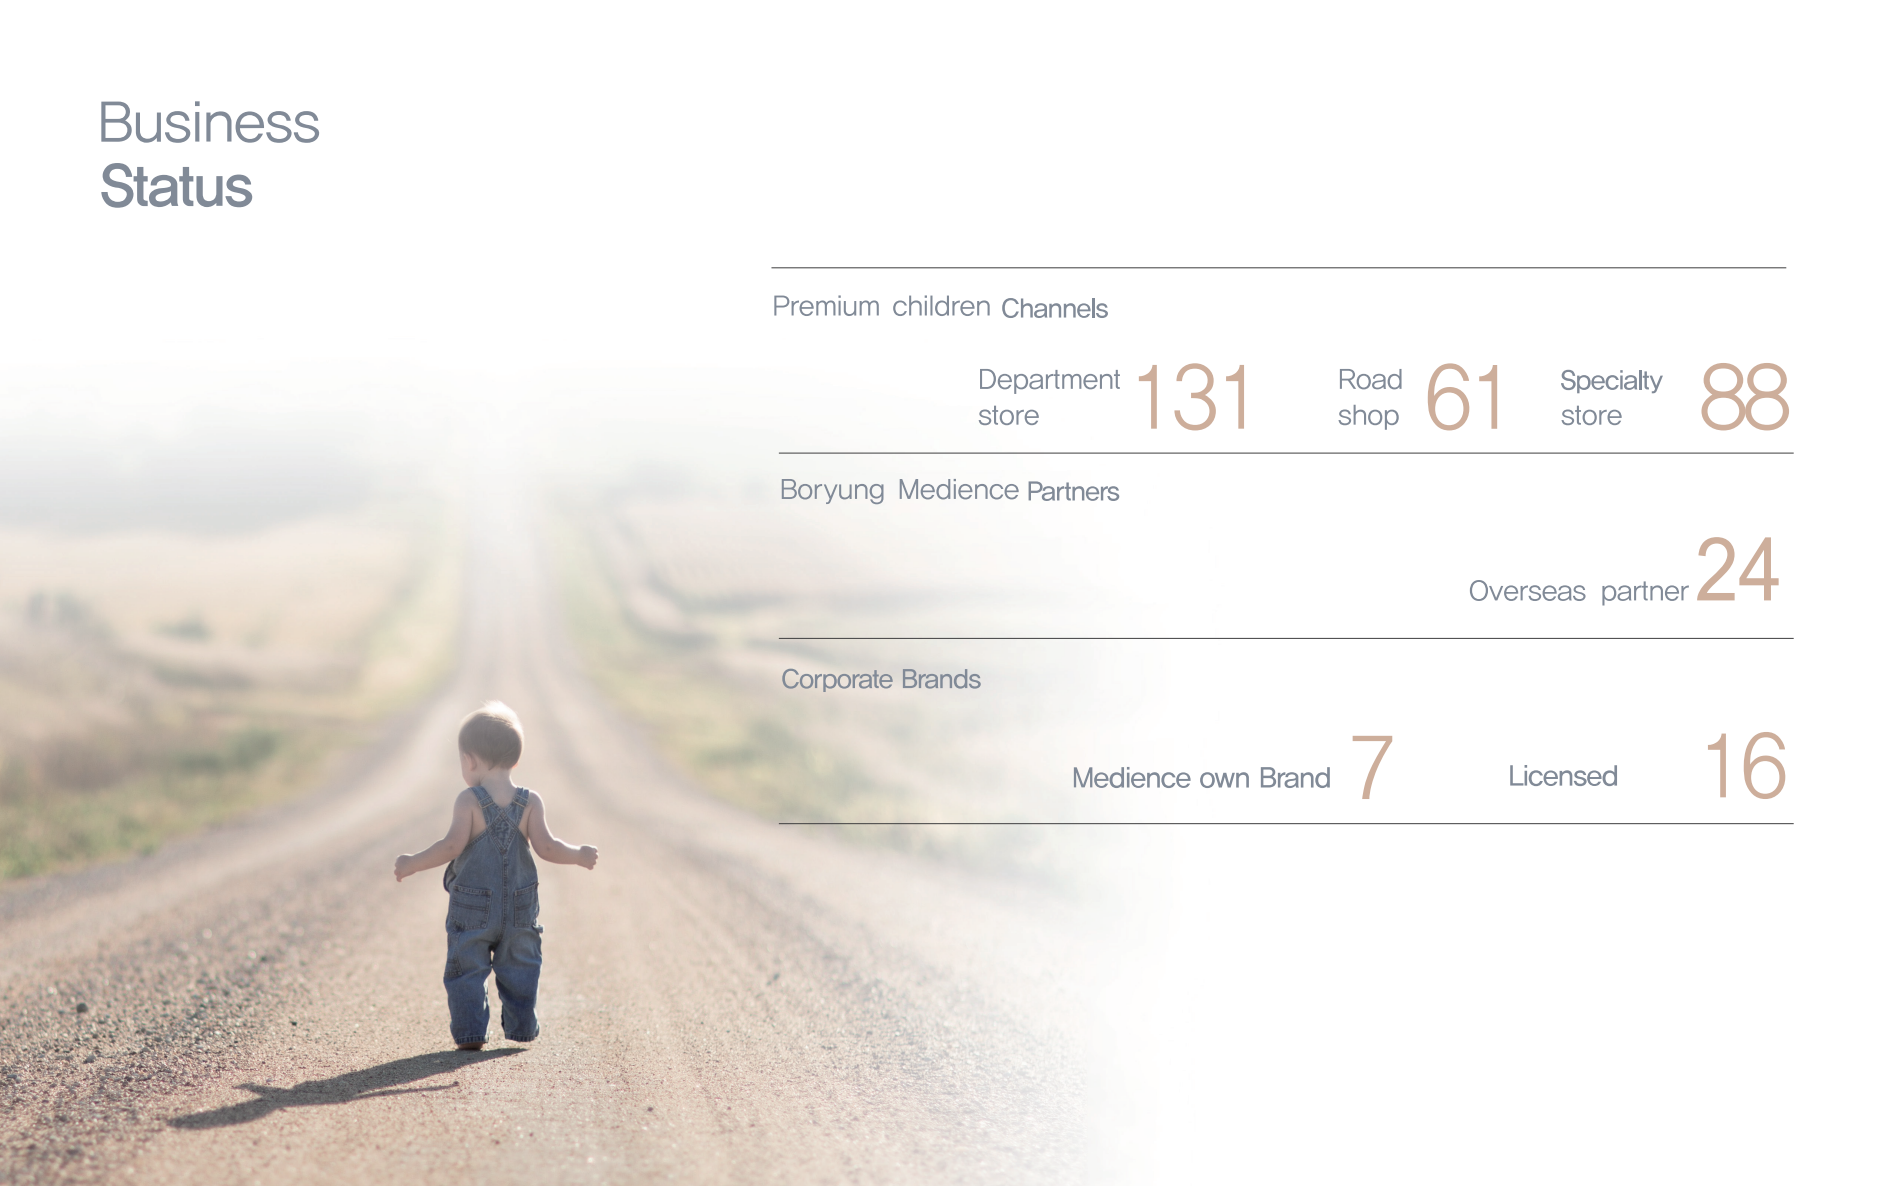 Business
Status
Premium children Channels
Department
store
131
Road
shop
61
Specialty
store
88
Boryung Medience Partners
Overseas partner 24
Corporate Brands
Medience own Brand 7
Licensed 16